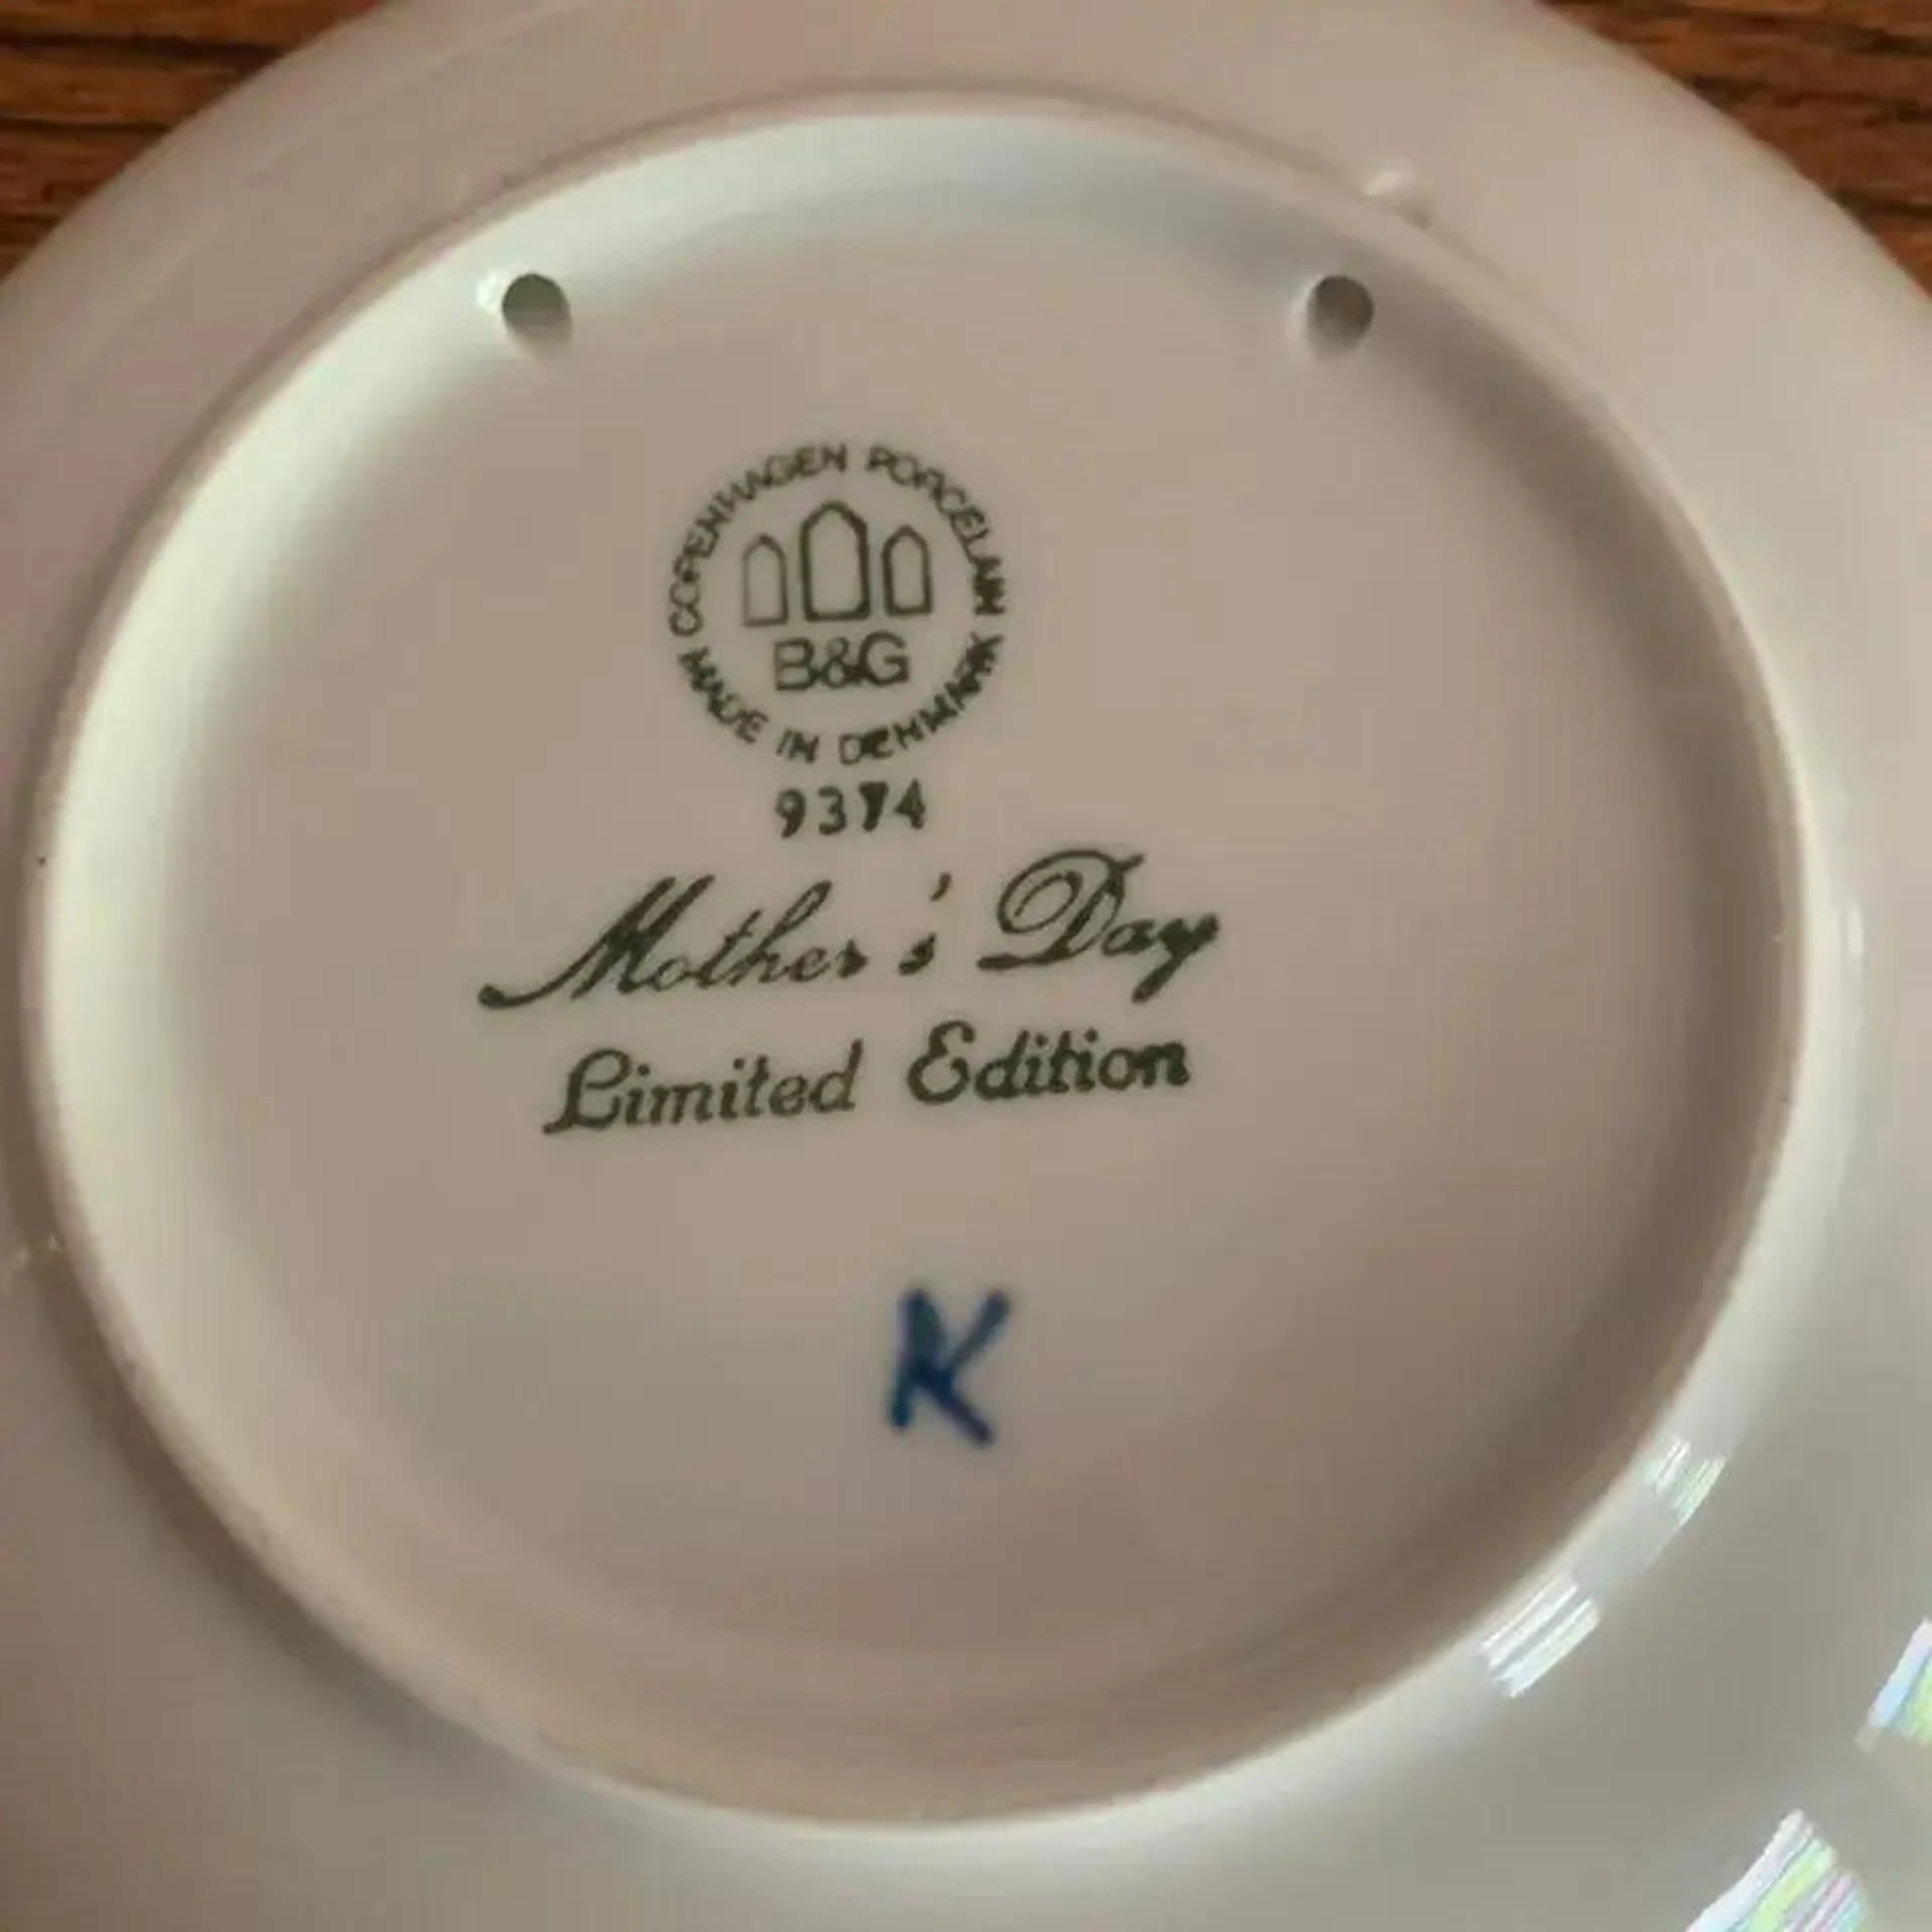 COPENHAGEN PORCELAIN
B&G
MADE IN DENMARK
9374
Mother's Day
Limited Edition
K